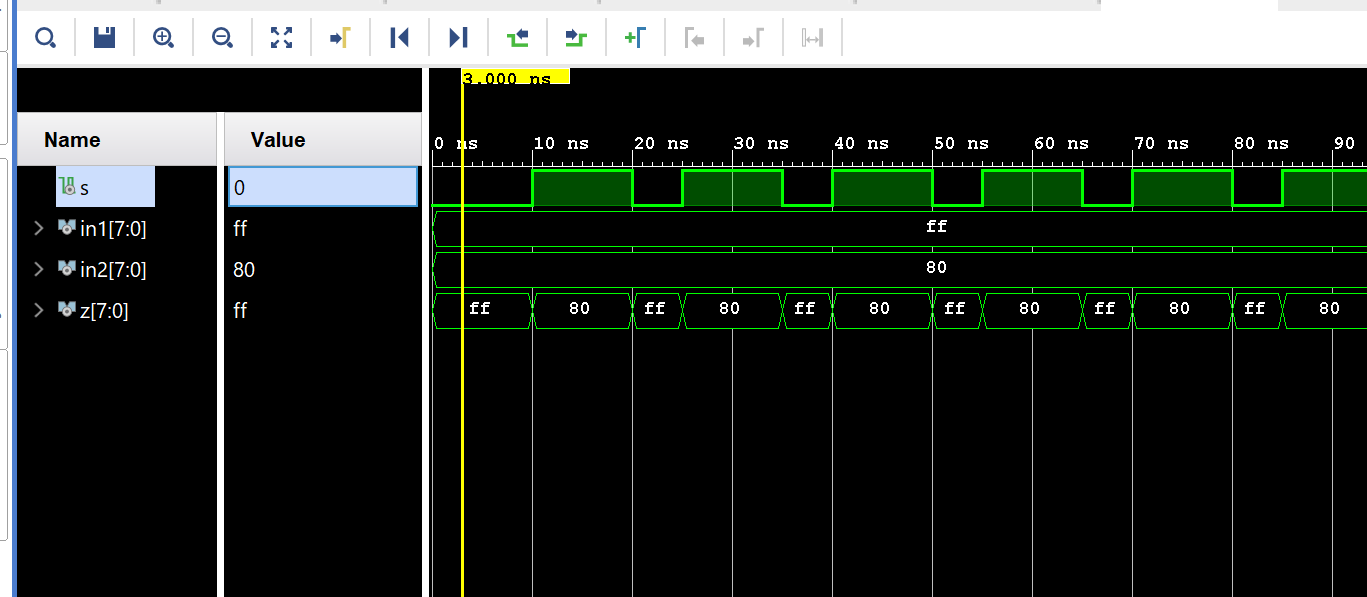 3.000 ns
Name Value
0 ns 10 ns 20 ns 30 ns 40 ns 50 ns 60 ns 70 ns 80 ns 90
s 0
in1[7:0] ff ff
in2[7:0] 80 80
z[7:0] ff ff 80 ff 80 ff 80 ff 80 ff 80 ff 80